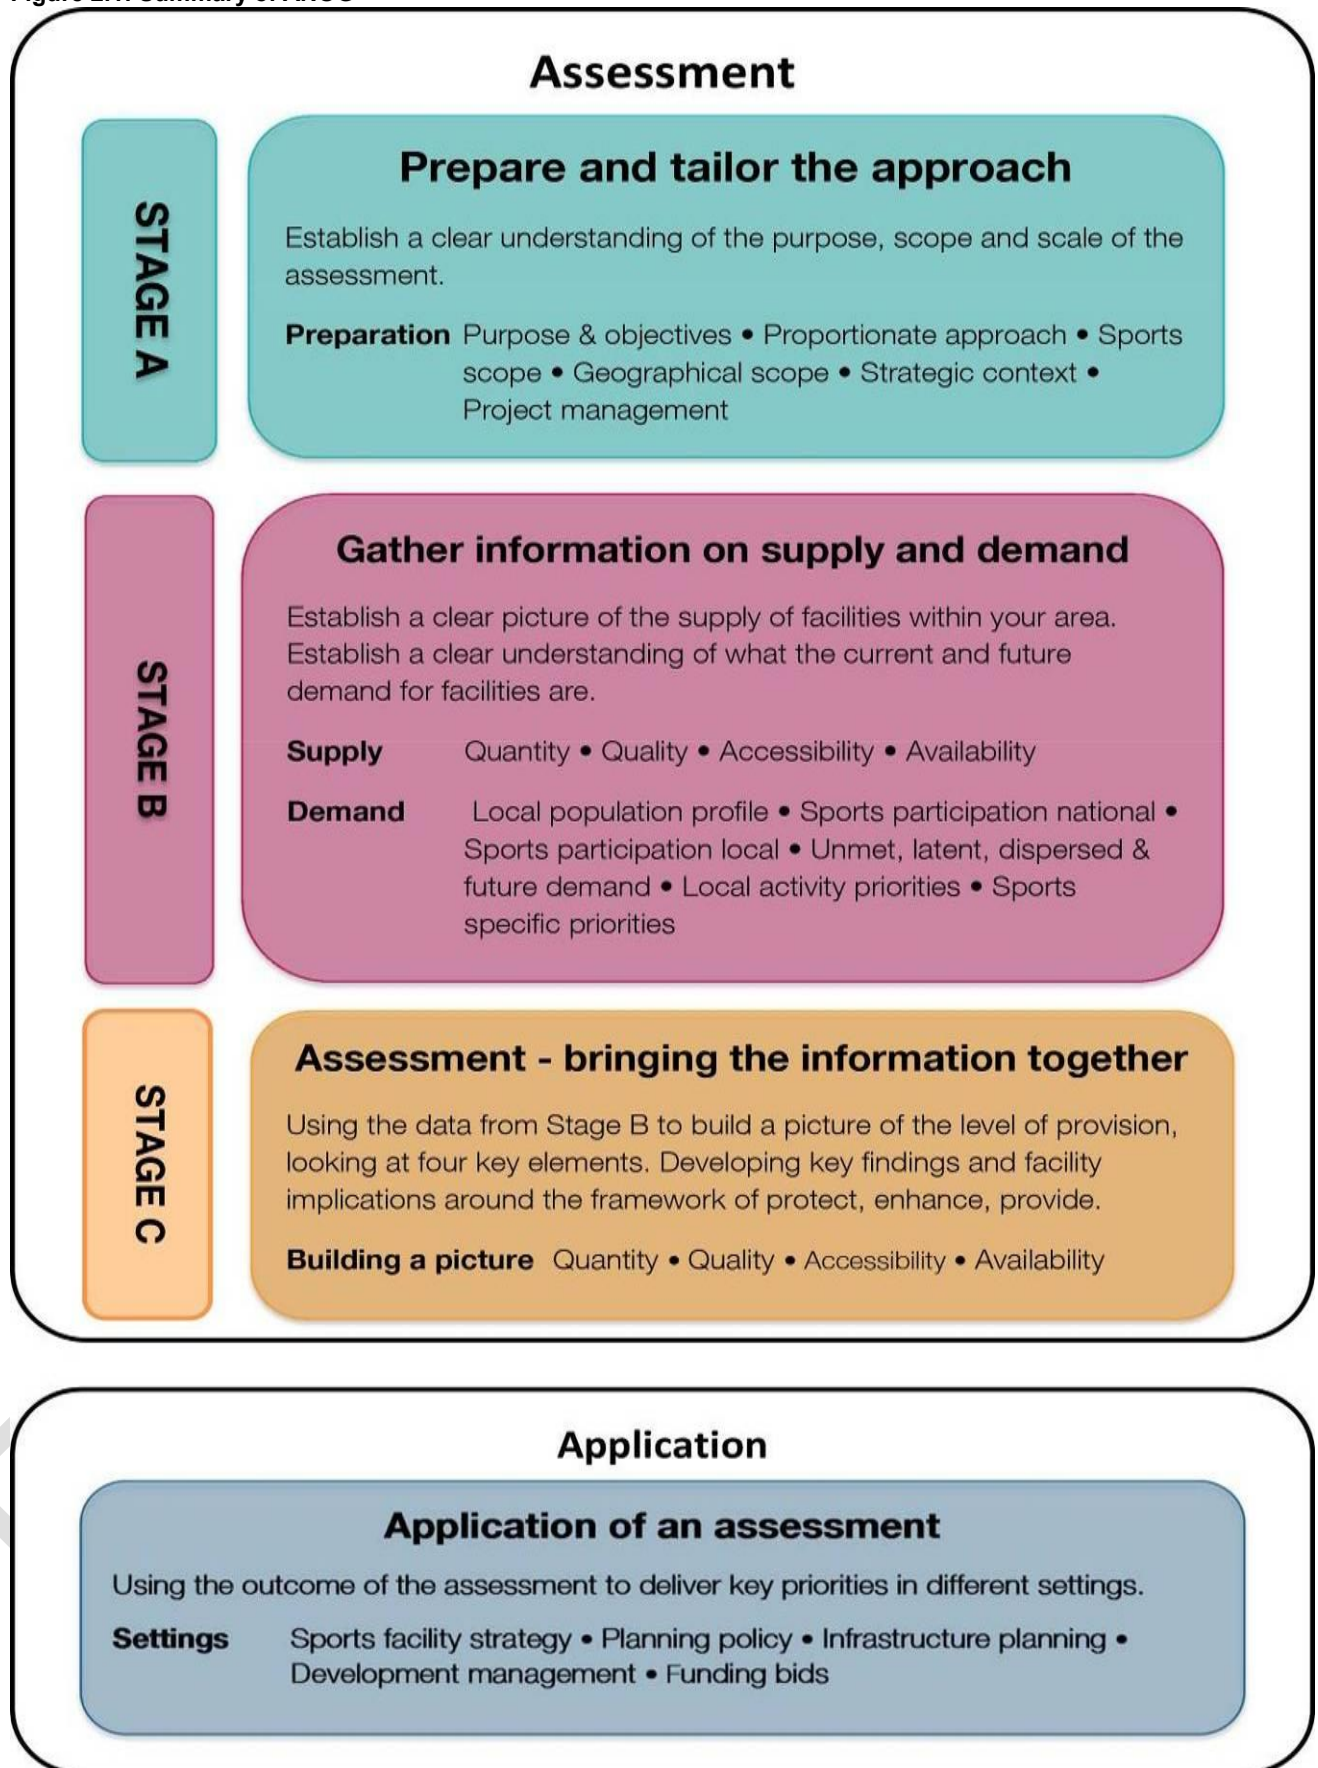 Assessment
STAGE A
Prepare and tailor the approach
Establish a clear understanding of the purpose, scope and scale of the
assessment.
Preparation Purpose & objectives • Proportionate approach • Sports
scope • Geographical scope • Strategic context •
Project management
STAGE B
Gather information on supply and demand
Establish a clear picture of the supply of facilities within your area.
Establish a clear understanding of what the current and future
demand for facilities are.
Supply Quantity • Quality • Accessibility • Availability
Demand Local population profile • Sports participation national •
Sports participation local • Unmet, latent, dispersed &
future demand • Local activity priorities • Sports
specific priorities
STAGE C
Assessment - bringing the information together
Using the data from Stage B to build a picture of the level of provision,
looking at four key elements. Developing key findings and facility
implications around the framework of protect, enhance, provide.
Building a picture Quantity • Quality • Accessibility • Availability
Application
Application of an assessment
Using the outcome of the assessment to deliver key priorities in different settings.
Settings Sports facility strategy • Planning policy • Infrastructure planning •
Development management • Funding bids